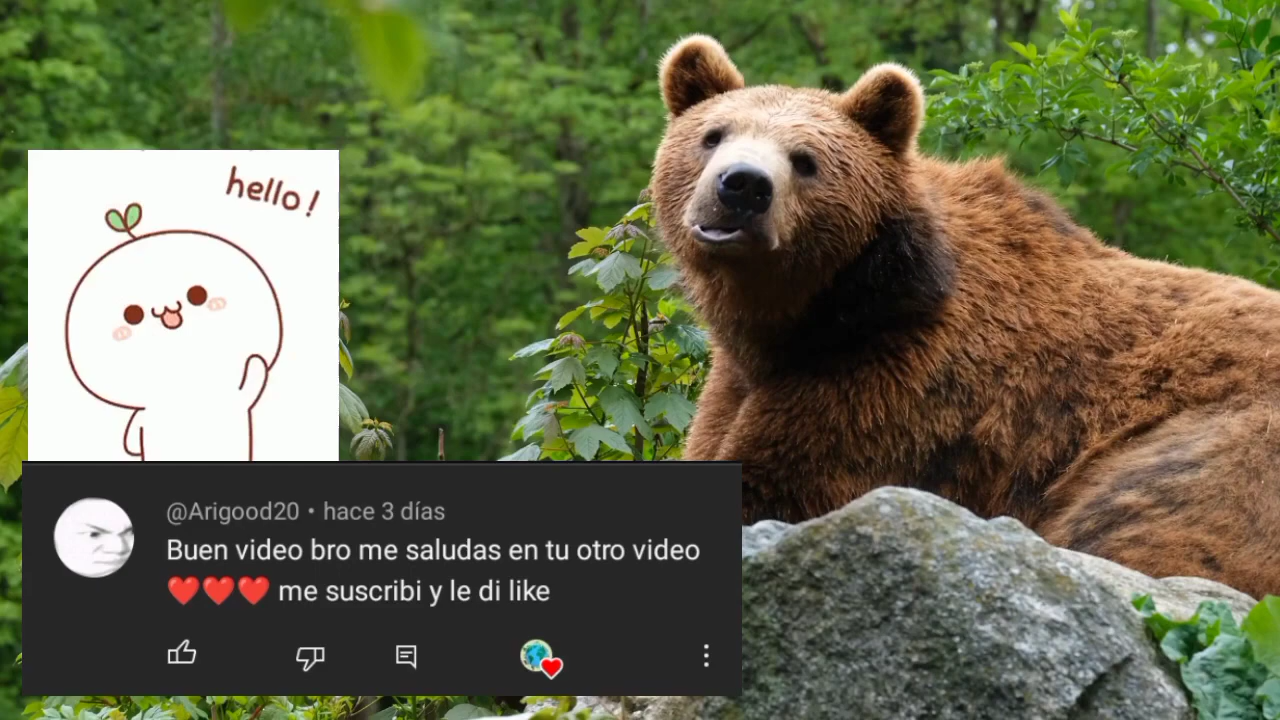 hello!
@Arigood20 • hace 3 días
Buen video bro me saludas en tu otro video
❤️❤️❤️ me suscribi y le di like